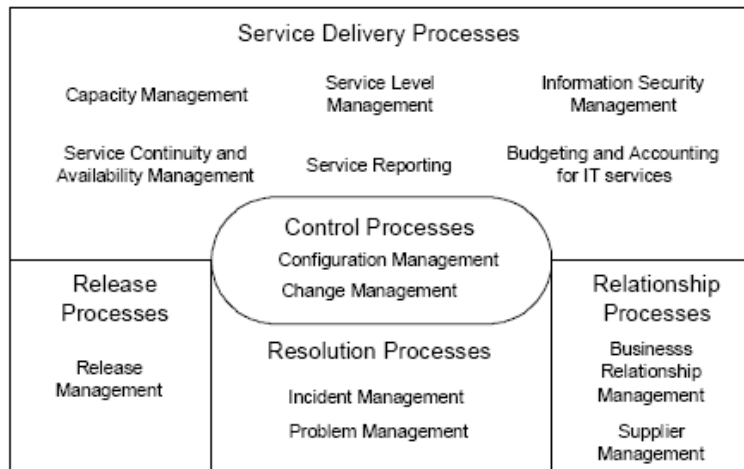 Service Delivery Processes
Capacity Management
Service Level
Management
Information Security
Management
Service Continuity and
Availability Management
Service Reporting
Budgeting and Accounting
for IT services
Control Processes
Configuration Management
Change Management
Release
Processes
Release
Management
Resolution Processes
Incident Management
Problem Management
Relationship
Processes
Businesss
Relationship
Management
Supplier
Management